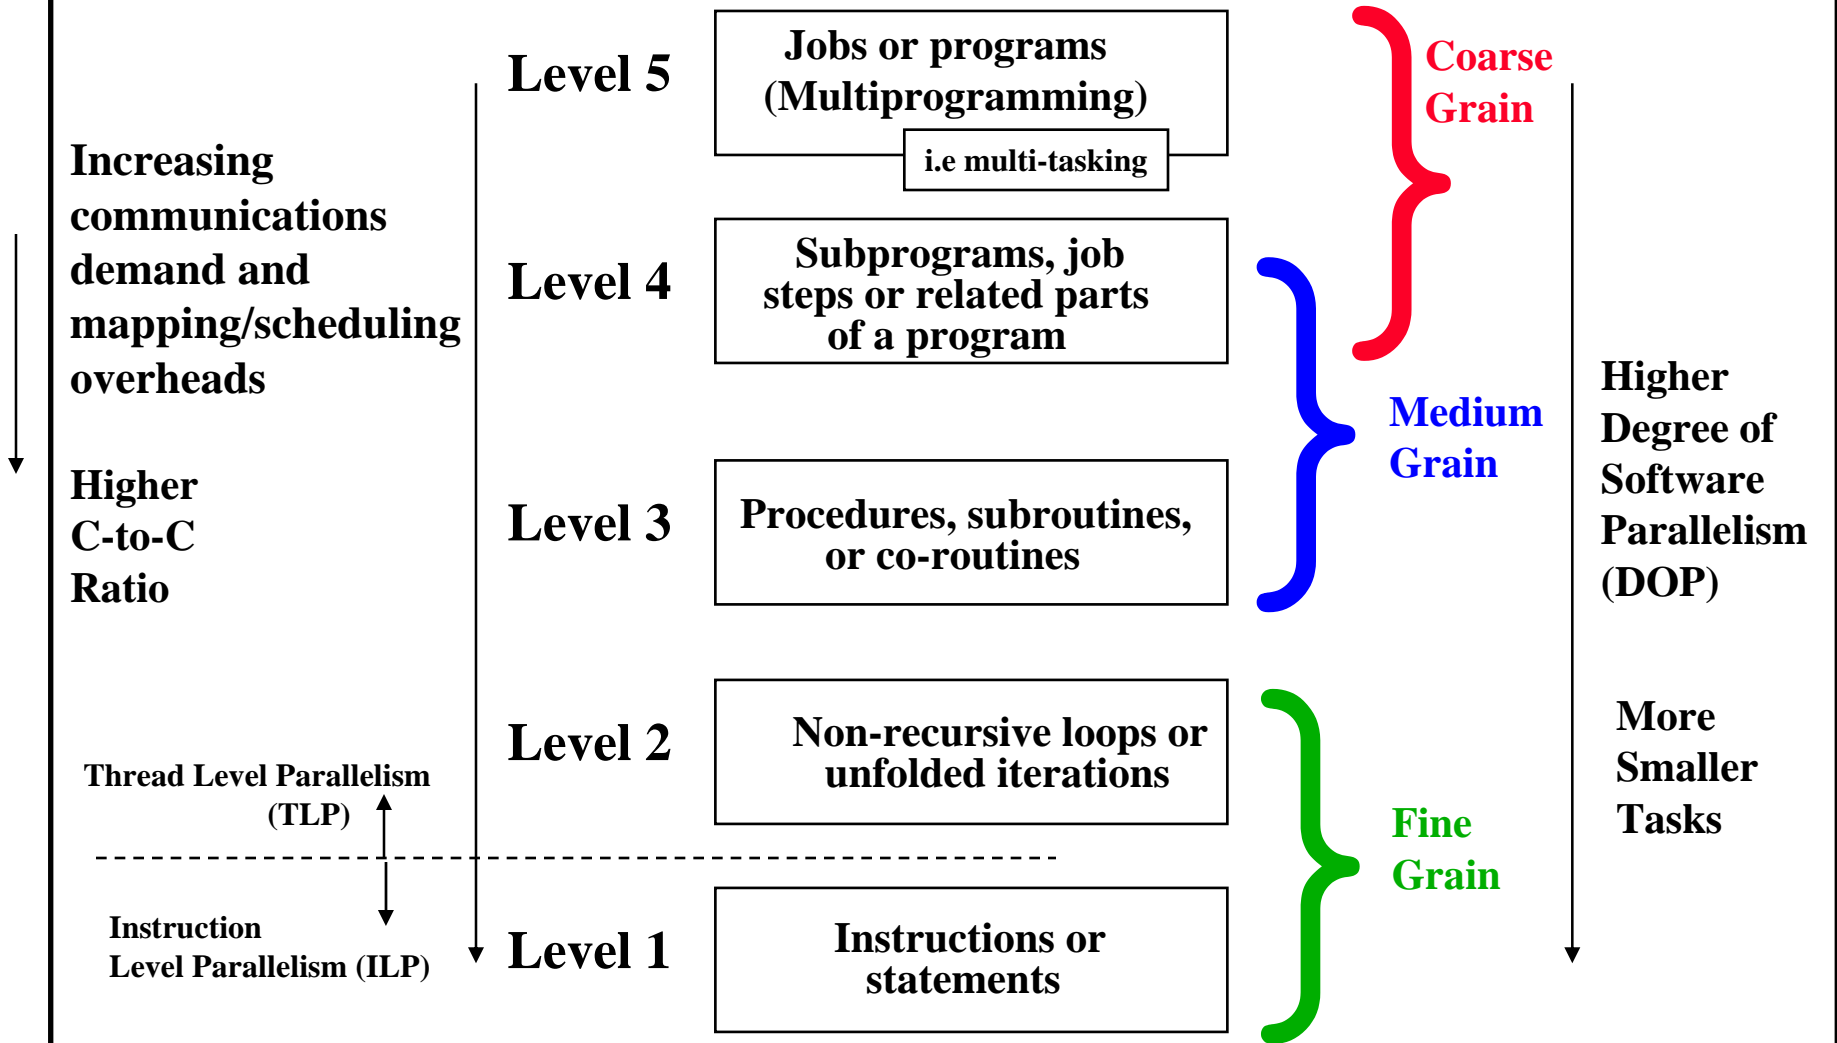 Level 5
Jobs or programs
(Multiprogramming)
i.e multi-tasking
Coarse
Grain
Increasing
communications
demand and
mapping/scheduling
overheads
Level 4
Subprograms, job
steps or related parts
of a program
Higher
C-to-C
Ratio
Medium
Grain
Higher
Degree of
Software
Parallelism
(DOP)
Level 3
Procedures, subroutines,
or co-routines
Level 2
Non-recursive loops or
unfolded iterations
More
Smaller
Tasks
Thread Level Parallelism
(TLP)
Fine
Grain
Instruction
Level Parallelism (ILP)
Level 1
Instructions or
statements